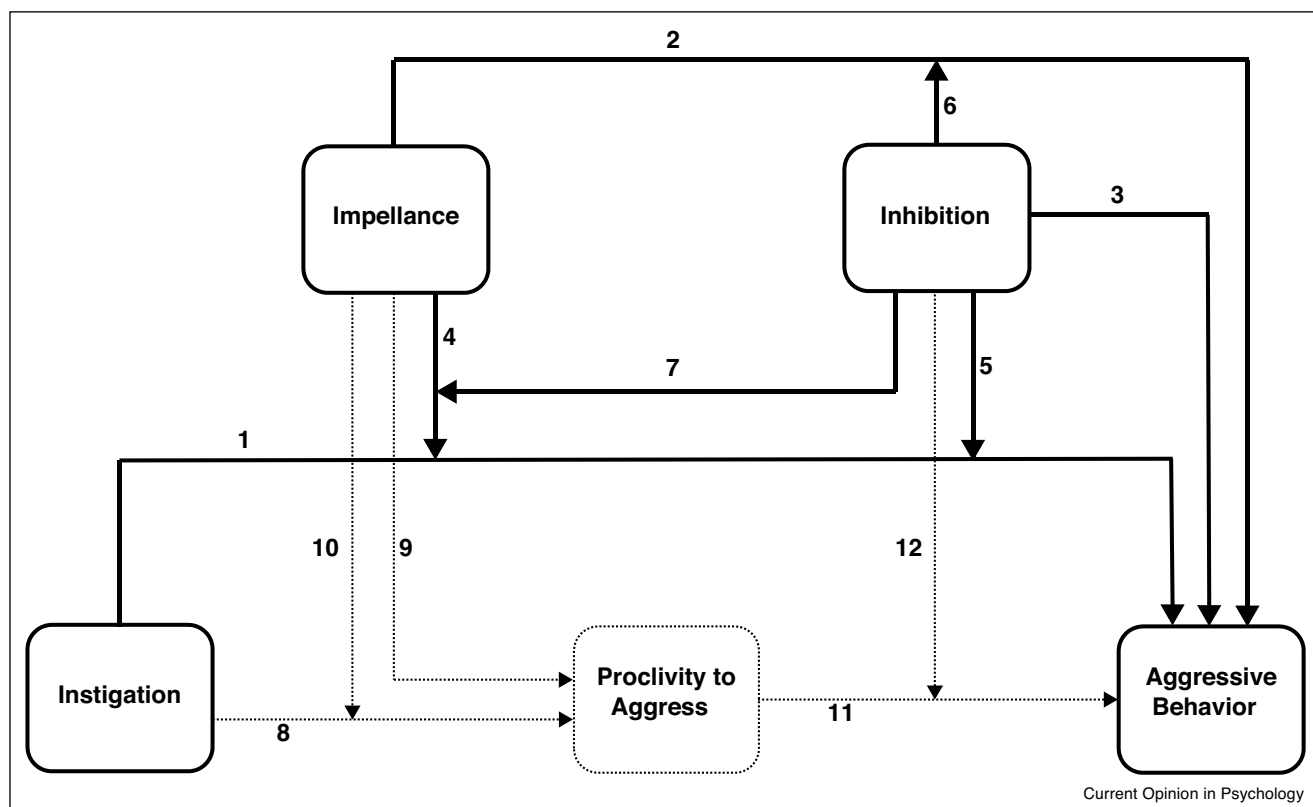 2
6
Impellance
Inhibition
3
4
7
5
1
10
9
12
Instigation
Proclivity to
Aggress
Aggressive
Behavior
8
11
Current Opinion in Psychology